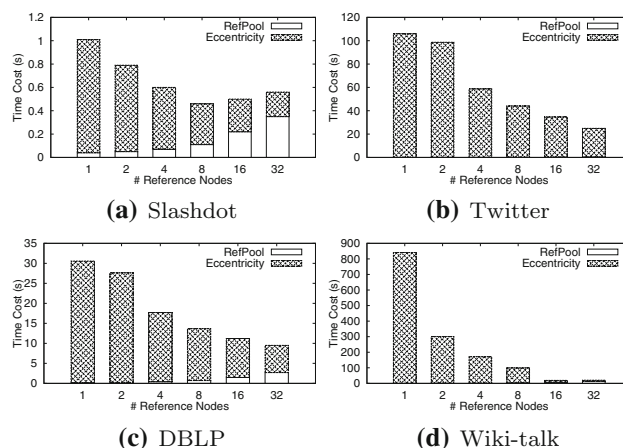 1.2
1
0.8
0.6
0.4
0.2
0
Time Cost (s)
RefPool
Eccentricity
1 2 4 8 16 32
# Reference Nodes
(a) Slashdot
120
100
80
60
40
20
0
Time Cost (s)
RefPool
Eccentricity
1 2 4 8 16 32
# Reference Nodes
(b) Twitter
35
30
25
20
15
10
5
0
Time Cost (s)
RefPool
Eccentricity
1 2 4 8 16 32
# Reference Nodes
(c) DBLP
900
800
700
600
500
400
300
200
100
0
Time Cost (s)
RefPool
Eccentricity
1 2 4 8 16 32
# Reference Nodes
(d) Wiki-talk